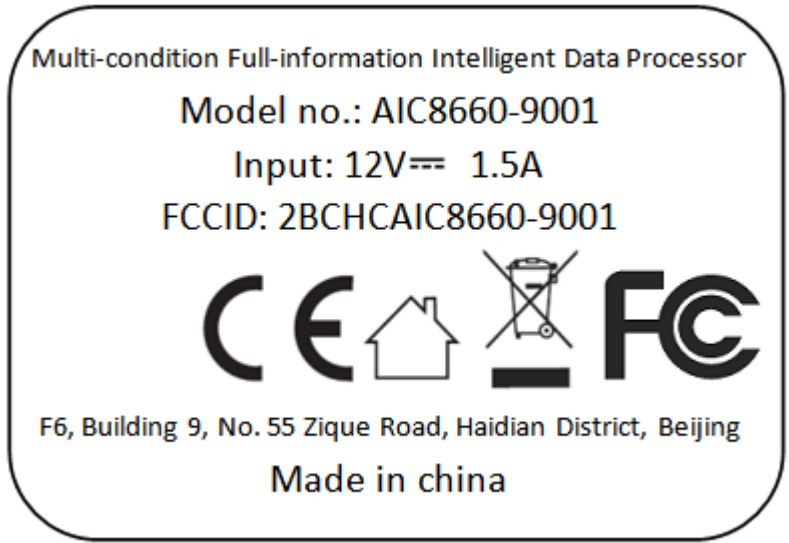 Multi-condition Full-information Intelligent Data Processor
Model no.: AIC8660-9001
Input: 12V⎓ 1.5A
FCCID: 2BCHCAIC8660-9001
CE FC
F6, Building 9, No. 55 Zique Road, Haidian District, Beijing
Made in china